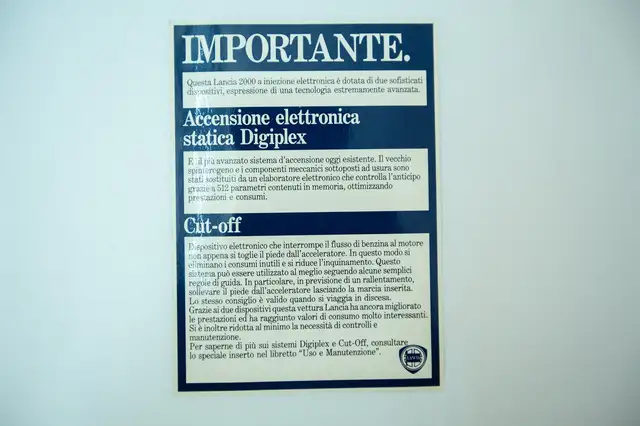 IMPORTANTE.
Questa Lancia 2000 a iniezione elettronica è dotata di due sofisticati
dispositivi, espressione di una tecnologia estremamente avanzata.
Accensione elettronica
statica Digiplex
E' il più avanzato sistema d'accensione oggi esistente. Il vecchio
spinterogeno e i componenti meccanici sottoposti ad usura sono
stati sostituiti da un elaboratore elettronico che controlla l'anticipo
grazie a 512 parametri contenuti in memoria, ottimizzando
prestazioni e consumi.
Cut-off
Dispositivo elettronico che interrompe il flusso di benzina al motore
non appena si toglie il piede dall'acceleratore. In questo modo si
eliminano i consumi inutili e si riduce l'inquinamento. Questo
sistema può essere utilizzato al meglio seguendo alcune semplici
regole di guida. In particolare, in previsione di un rallentamento,
sollevare il piede dall'acceleratore lasciando la marcia inserita.
Lo stesso consiglio è valido quando si viaggia in discesa.
Grazie ai due dispositivi questa vettura Lancia ha ancora migliorato
le prestazioni ed ha raggiunto valori di consumo molto interessanti.
Si è inoltre ridotta al minimo la necessità di controlli e
manutenzione.
Per saperne di più sui sistemi Digiplex e Cut-Off, consultare
lo speciale inserto nel libretto "Uso e Manutenzione".
LANCIA